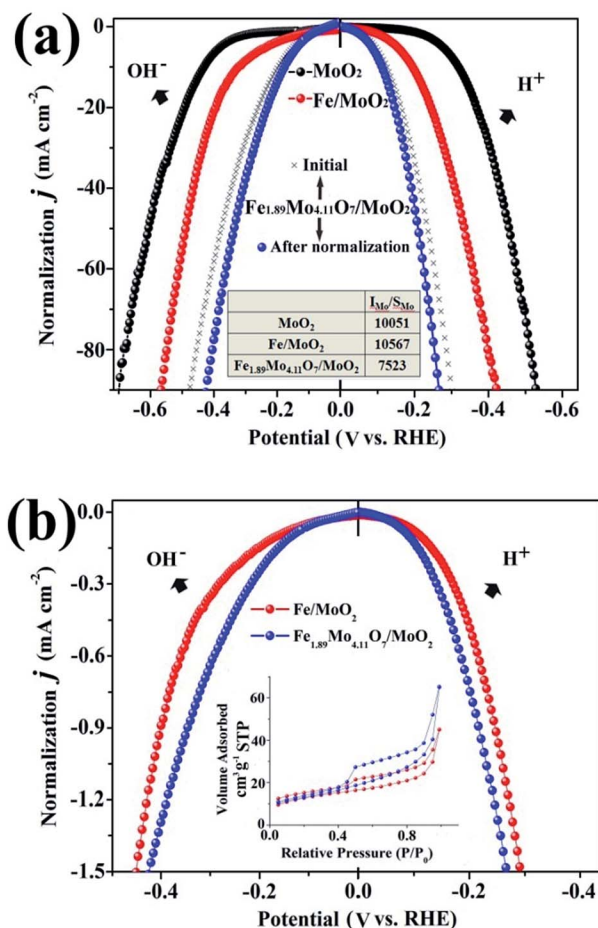 (a)
OH⁻
H⁺
MoO₂
Fe/MoO₂
Initial
Fe₁.₈₉Mo₄.₁₁O₇/MoO₂
After normalization
I_Mo/S_Mo
MoO₂ 10051
Fe/MoO₂ 10567
Fe₁.₈₉Mo₄.₁₁O₇/MoO₂ 7523
Normalization j (mA cm⁻²)
0
-20
-40
-60
-80
-0.6 -0.4 -0.2 0.0 -0.2 -0.4 -0.6
Potential (V vs. RHE)
(b)
OH⁻
H⁺
Fe/MoO₂
Fe₁.₈₉Mo₄.₁₁O₇/MoO₂
Volume Adsorbed
cm³g⁻¹ STP
60
40
20
0
0.0 0.4 0.8
Relative Pressure (P/P₀)
Normalization j (mA cm⁻²)
0.0
-0.3
-0.6
-0.9
-1.2
-1.5
-0.4 -0.2 0.0 -0.2 -0.4
Potential (V vs. RHE)